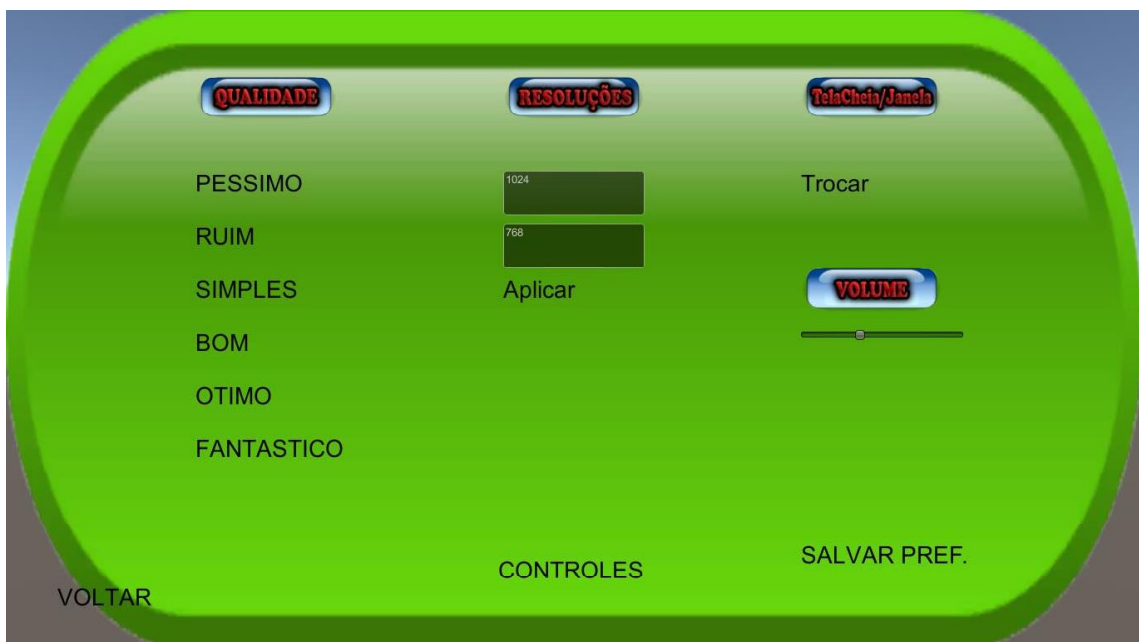 QUALIDADE
PESSIMO
RUIM
SIMPLES
BOM
OTIMO
FANTASTICO
RESOLUÇÕES
1024
768
Aplicar
TelaCheia/Janela
Trocar
VOLUME
VOLTAR
CONTROLES
SALVAR PREF.